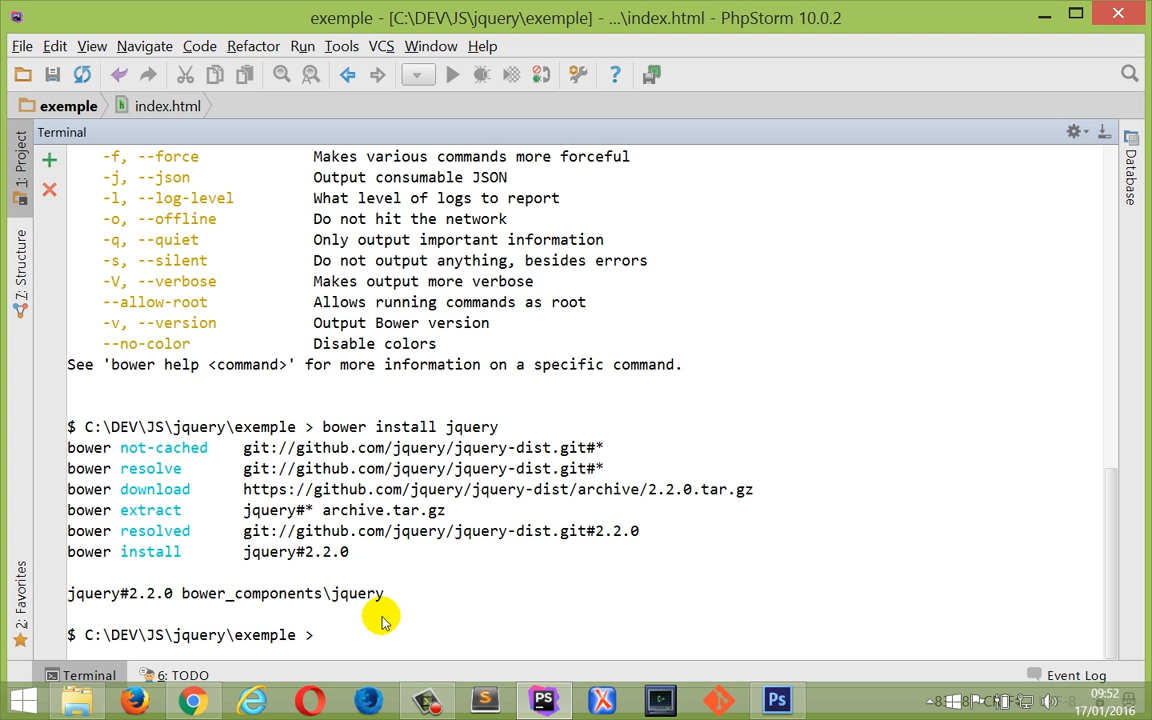 exemple - [C:\DEV\JS\jquery\exemple] - ...\index.html - PhpStorm 10.0.2
File Edit View Navigate Code Refactor Run Tools VCS Window Help
exemple index.html
Terminal
1: Project
Z: Structure
2: Favorites
Database
-f, --force Makes various commands more forceful
-j, --json Output consumable JSON
-l, --log-level What level of logs to report
-o, --offline Do not hit the network
-q, --quiet Only output important information
-s, --silent Do not output anything, besides errors
-V, --verbose Makes output more verbose
--allow-root Allows running commands as root
-v, --version Output Bower version
--no-color Disable colors
See 'bower help <command>' for more information on a specific command.
$ C:\DEV\JS\jquery\exemple > bower install jquery
bower not-cached git://github.com/jquery/jquery-dist.git#*
bower resolve git://github.com/jquery/jquery-dist.git#*
bower download https://github.com/jquery/jquery-dist/archive/2.2.0.tar.gz
bower extract jquery#* archive.tar.gz
bower resolved git://github.com/jquery/jquery-dist.git#2.2.0
bower install jquery#2.2.0
jquery#2.2.0 bower_components\jquery
$ C:\DEV\JS\jquery\exemple >
Terminal 6: TODO Event Log
09:52
17/01/2016